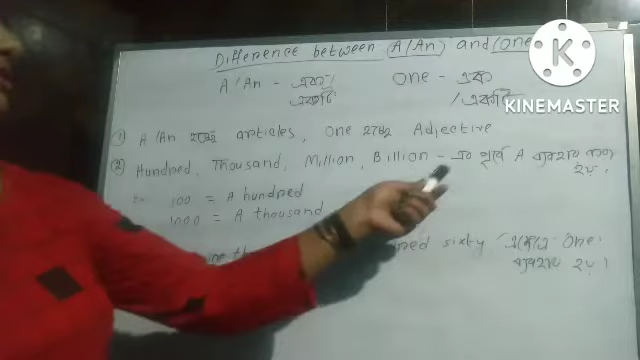 Difference between A/An and One
A/An - এক/ One - এক
একটি /একটি
KINEMASTER
① A/An হচ্ছে articles, One হচ্ছে Adjective
② Hundred, Thousand, Million, Billion - এর পূর্বে A ব্যবহার করা
হয়।
100 = A hundred
1000 = A thousand
sixty এক্ষেত্রে One
ব্যবহার হয়।